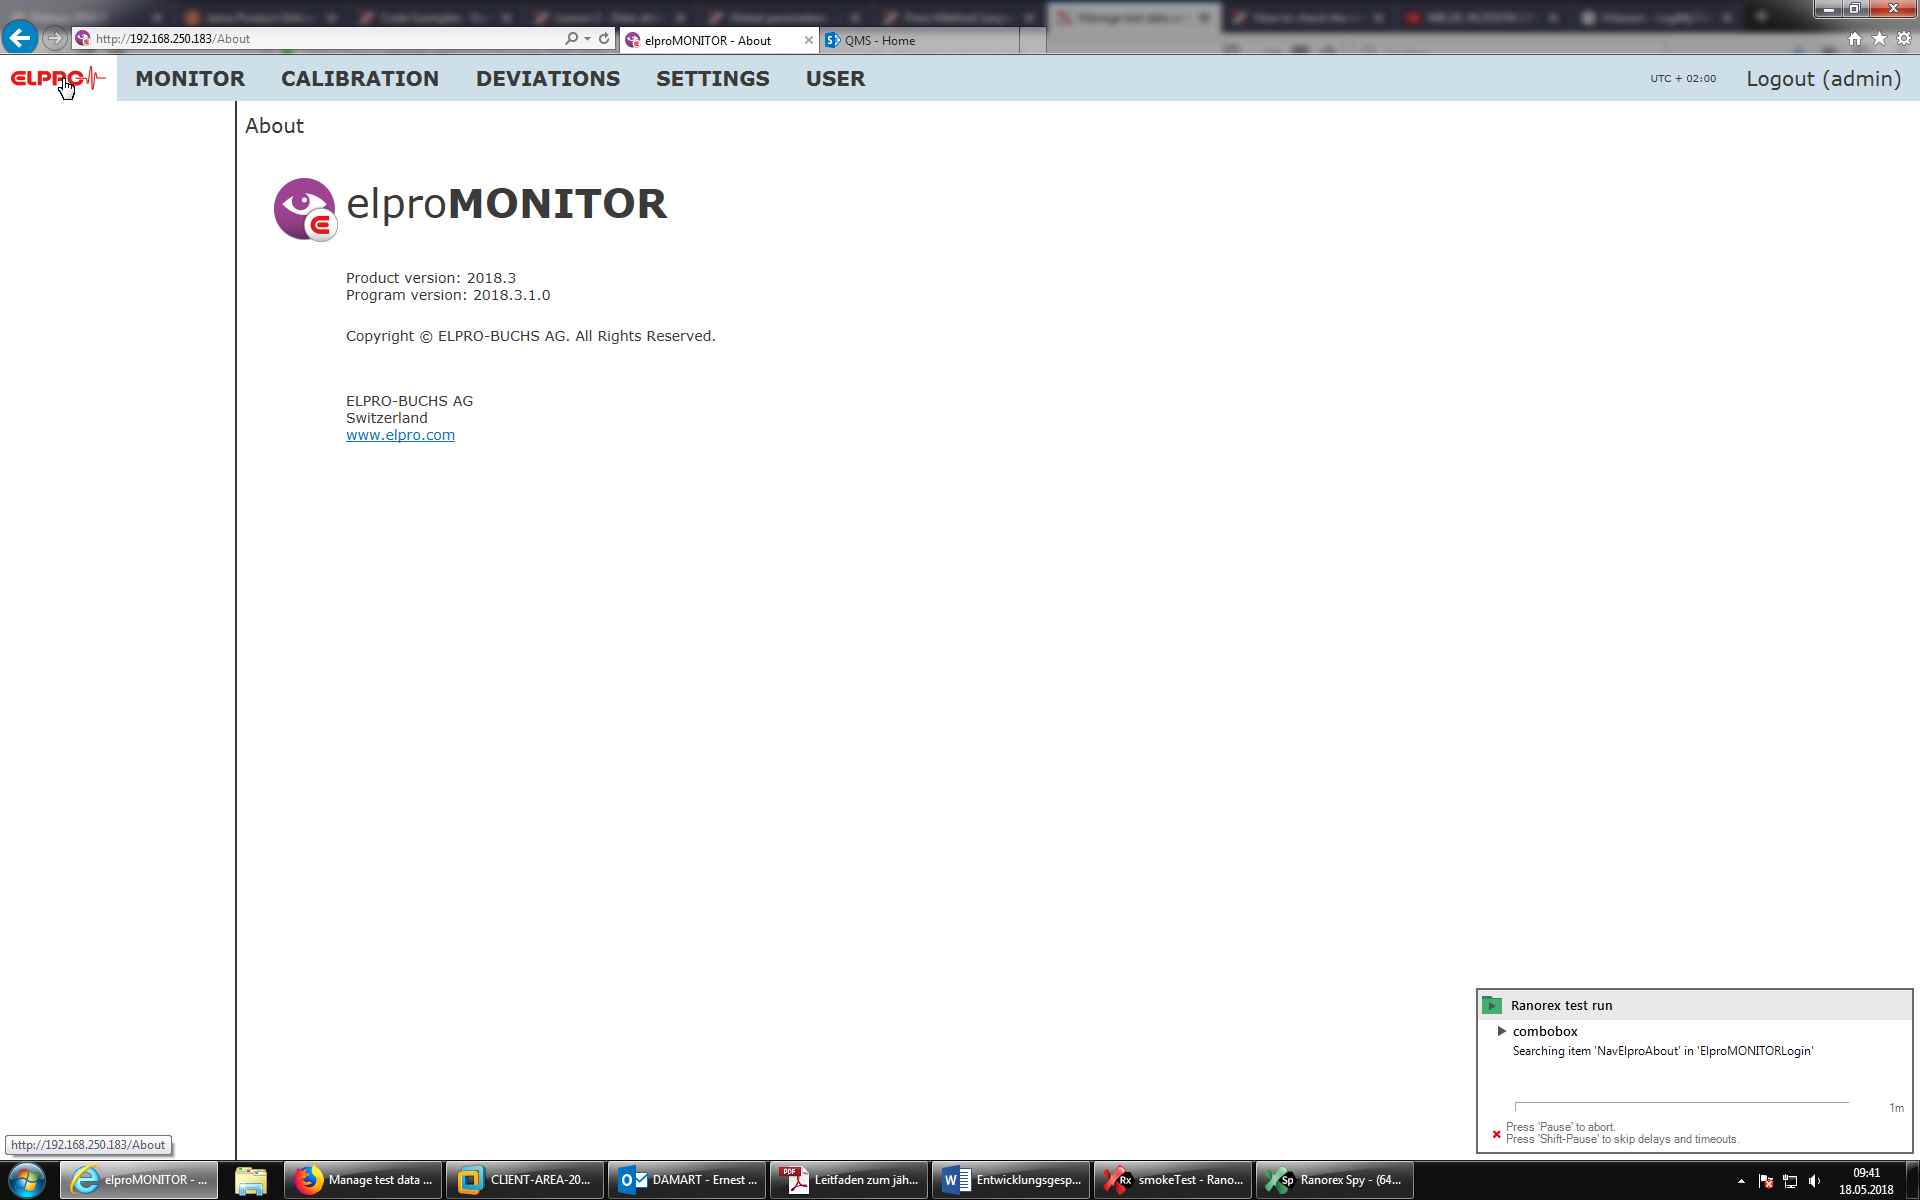 http://192.168.250.183/About
elproMONITOR - About
QMS - Home
ELPRO
MONITOR
CALIBRATION
DEVIATIONS
SETTINGS
USER
UTC + 02:00
Logout (admin)
About
elproMONITOR
Product version: 2018.3
Program version: 2018.3.1.0
Copyright © ELPRO-BUCHS AG. All Rights Reserved.
ELPRO-BUCHS AG
Switzerland
www.elpro.com
Ranorex test run
combobox
Searching item 'NavElproAbout' in 'ElproMONITORLogin'
1m
Press 'Pause' to abort.
Press 'Shift-Pause' to skip delays and timeouts.
http://192.168.250.183/About
elproMONITOR - ...
Manage test data ...
CLIENT-AREA-20...
DAMART - Ernest ...
Leitfaden zum jäh...
Entwicklungsgesp...
smokeTest - Rano...
Ranorex Spy - (64...
09:41
18.05.2018